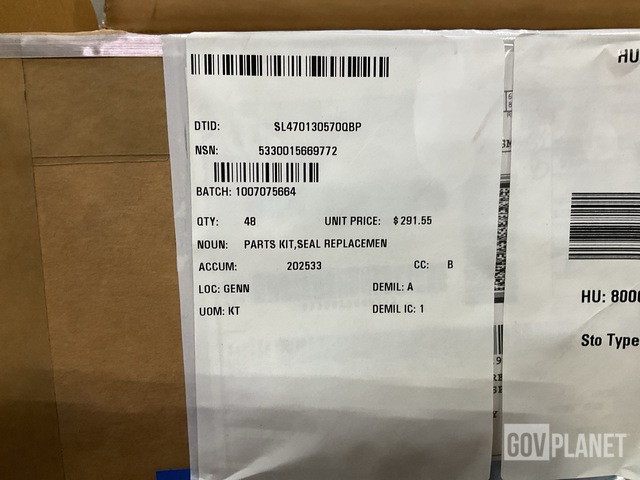 DTID: SL470130570QBP
NSN: 5330015669772
BATCH: 1007075664
QTY: 48 UNIT PRICE: $ 291.55
NOUN: PARTS KIT,SEAL REPLACEMEN
ACCUM: 202533 CC: B
LOC: GENN DEMIL: A
UOM: KT DEMIL IC: 1
HU
HU: 800
Sto Type
GOVPLANET